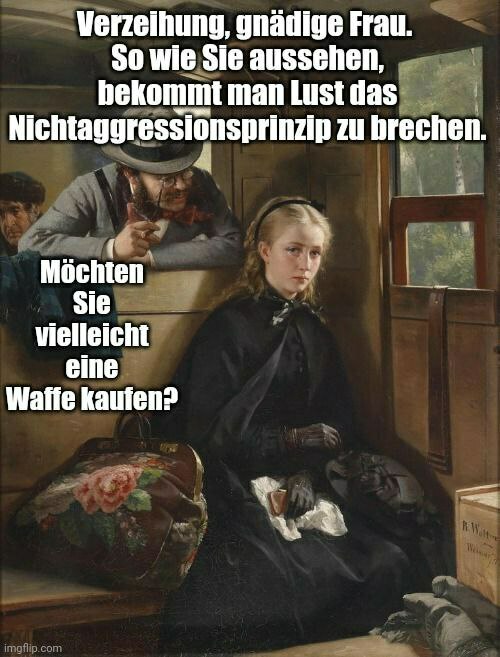 Verzeihung, gnädige Frau.
So wie Sie aussehen,
bekommt man Lust das
Nichtaggressionsprinzip zu brechen.
Möchten
Sie
vielleicht
eine
Waffe kaufen?
imgflip.com